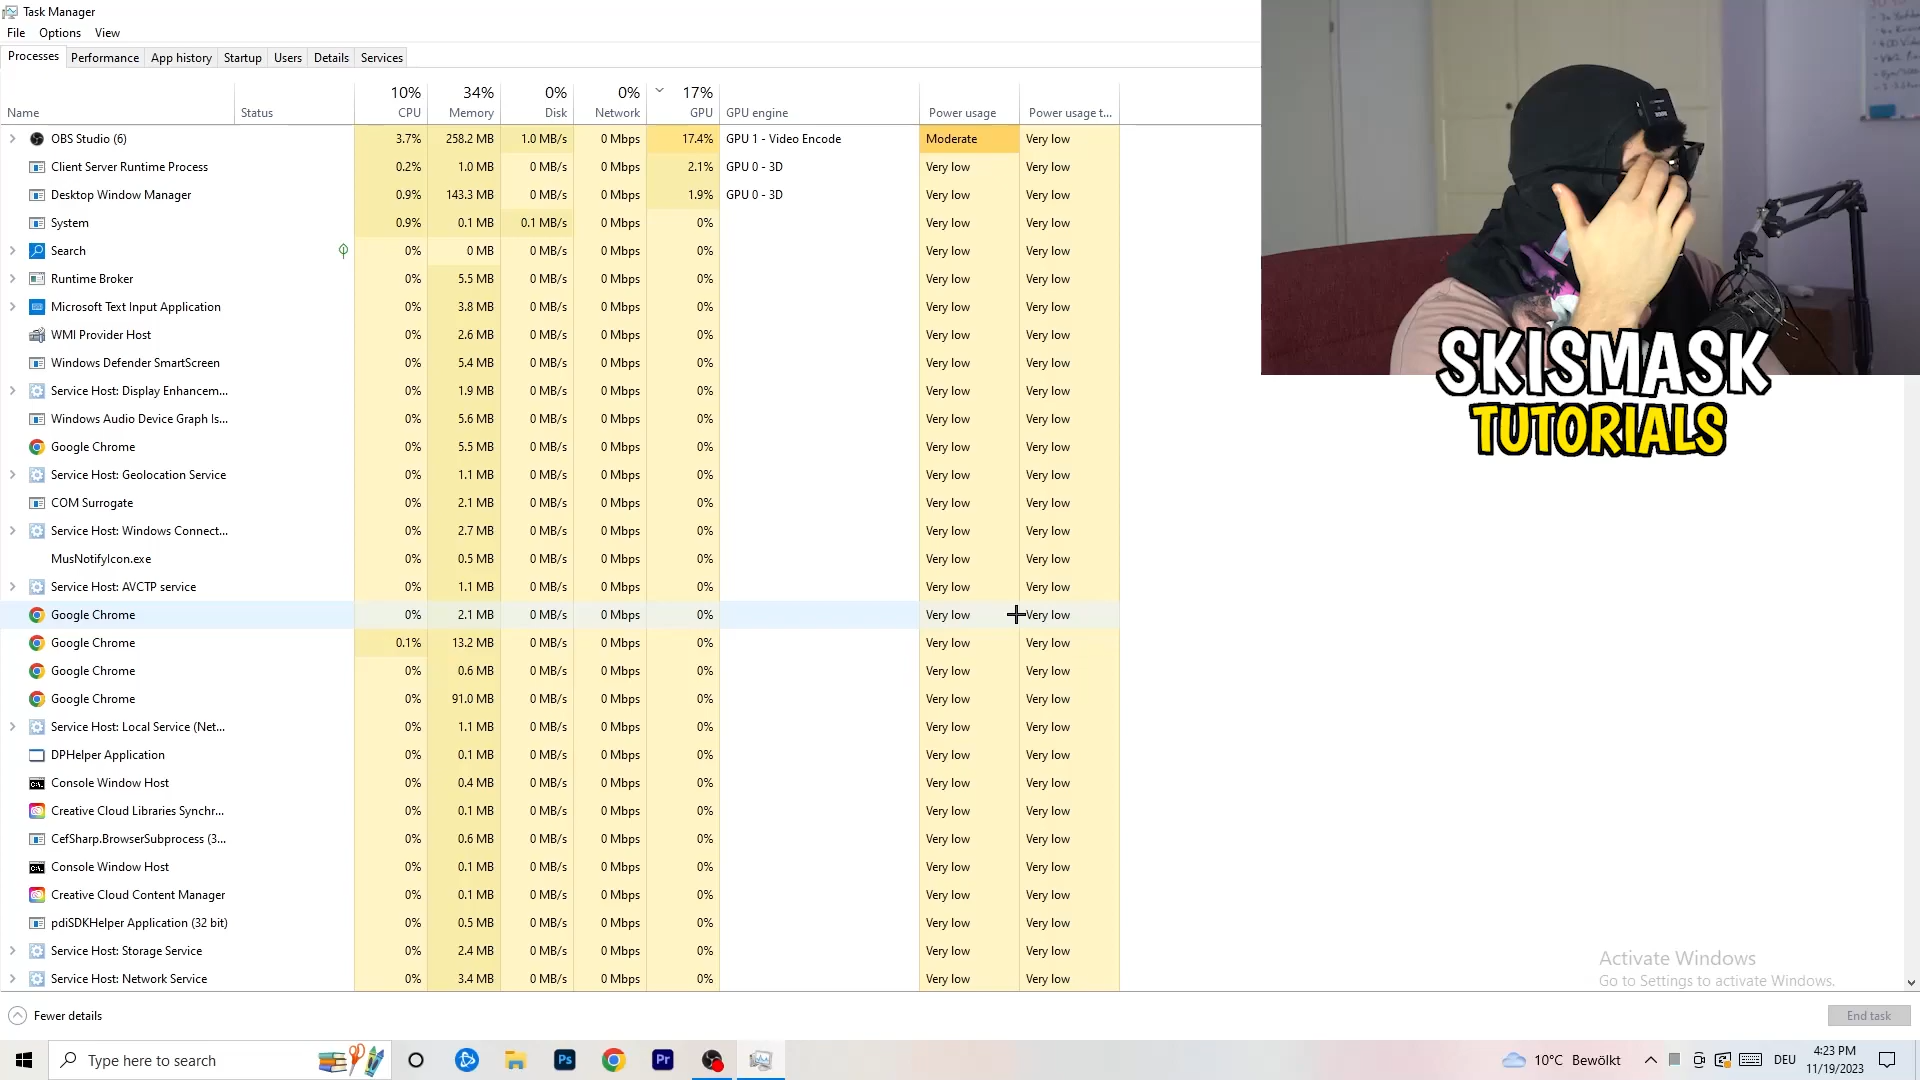 Task Manager
File Options View
Processes Performance App history Startup Users Details Services
10% 34% 0% 0% 17%
Name Status CPU Memory Disk Network GPU GPU engine Power usage Power usage t...
OBS Studio (6) 3.7% 258.2 MB 1.0 MB/s 0 Mbps 17.4% GPU 1 - Video Encode Moderate Very low
Client Server Runtime Process 0.2% 1.0 MB 0 MB/s 0 Mbps 2.1% GPU 0 - 3D Very low Very low
Desktop Window Manager 0.9% 143.3 MB 0 MB/s 0 Mbps 1.9% GPU 0 - 3D Very low Very low
System 0.9% 0.1 MB 0.1 MB/s 0 Mbps 0% Very low Very low
Search 0% 0 MB 0 MB/s 0 Mbps 0% Very low Very low
Runtime Broker 0% 5.5 MB 0 MB/s 0 Mbps 0% Very low Very low
Microsoft Text Input Application 0% 3.8 MB 0 MB/s 0 Mbps 0% Very low Very low
WMI Provider Host 0% 2.6 MB 0 MB/s 0 Mbps 0% Very low Very low
Windows Defender SmartScreen 0% 5.4 MB 0 MB/s 0 Mbps 0% Very low Very low
Service Host: Display Enhancem... 0% 1.9 MB 0 MB/s 0 Mbps 0% Very low Very low
Windows Audio Device Graph Is... 0% 5.6 MB 0 MB/s 0 Mbps 0% Very low Very low
Google Chrome 0% 5.5 MB 0 MB/s 0 Mbps 0% Very low Very low
Service Host: Geolocation Service 0% 1.1 MB 0 MB/s 0 Mbps 0% Very low Very low
COM Surrogate 0% 2.1 MB 0 MB/s 0 Mbps 0% Very low Very low
Service Host: Windows Connect... 0% 2.7 MB 0 MB/s 0 Mbps 0% Very low Very low
MusNotifyIcon.exe 0% 0.5 MB 0 MB/s 0 Mbps 0% Very low Very low
Service Host: AVCTP service 0% 1.1 MB 0 MB/s 0 Mbps 0% Very low Very low
Google Chrome 0% 2.1 MB 0 MB/s 0 Mbps 0% Very low Very low
Google Chrome 0.1% 13.2 MB 0 MB/s 0 Mbps 0% Very low Very low
Google Chrome 0% 0.6 MB 0 MB/s 0 Mbps 0% Very low Very low
Google Chrome 0% 91.0 MB 0 MB/s 0 Mbps 0% Very low Very low
Service Host: Local Service (Net... 0% 1.1 MB 0 MB/s 0 Mbps 0% Very low Very low
DPHelper Application 0% 0.1 MB 0 MB/s 0 Mbps 0% Very low Very low
Console Window Host 0% 0.4 MB 0 MB/s 0 Mbps 0% Very low Very low
Creative Cloud Libraries Synchr... 0% 0.1 MB 0 MB/s 0 Mbps 0% Very low Very low
CefSharp.BrowserSubprocess (3... 0% 0.6 MB 0 MB/s 0 Mbps 0% Very low Very low
Console Window Host 0% 0.1 MB 0 MB/s 0 Mbps 0% Very low Very low
Creative Cloud Content Manager 0% 0.1 MB 0 MB/s 0 Mbps 0% Very low Very low
pdiSDKHelper Application (32 bit) 0% 0.5 MB 0 MB/s 0 Mbps 0% Very low Very low
Service Host: Storage Service 0% 2.4 MB 0 MB/s 0 Mbps 0% Very low Very low
Service Host: Network Service 0% 3.4 MB 0 MB/s 0 Mbps 0% Very low Very low
SKISMASK
TUTORIALS
Activate Windows
Go to Settings to activate Windows.
Fewer details End task
Type here to search Ps Pr 10°C Bewölkt DEU 4:23 PM
11/19/2023